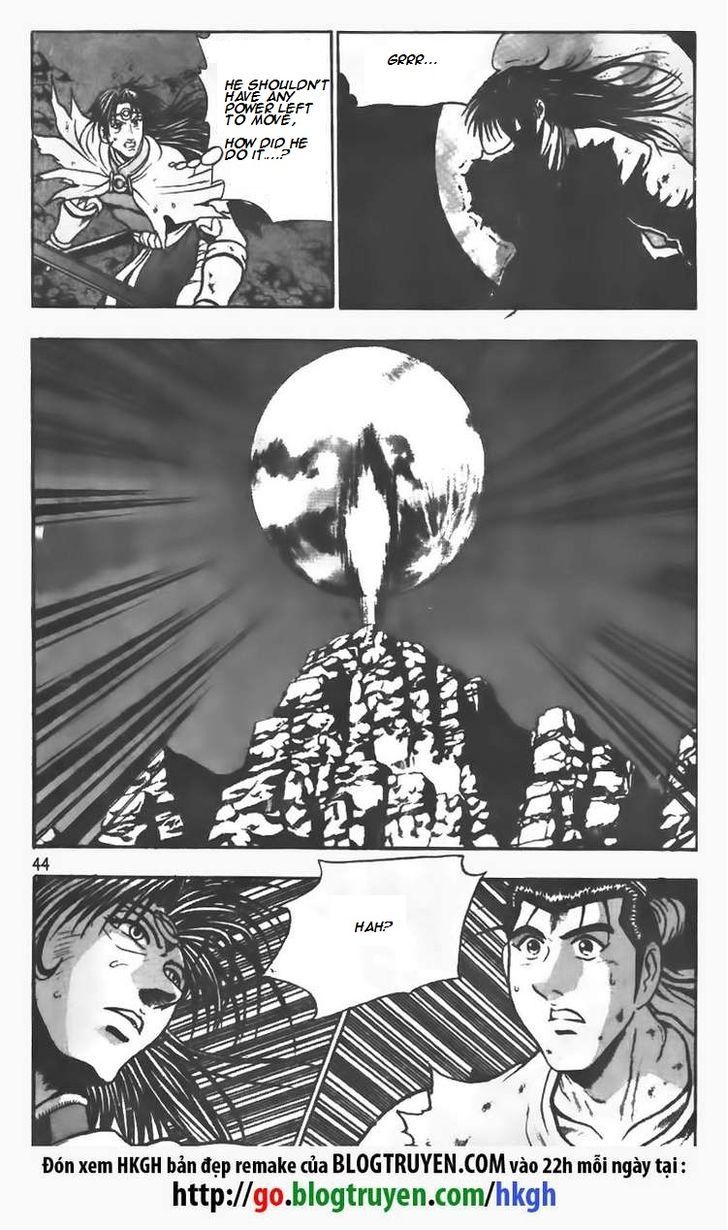 HE SHOULDN'T
HAVE ANY
POWER LEFT
TO MOVE,
HOW DID HE
DO IT....?
GRRR...
44
HAH?
Đón xem HKGH bản đẹp remake của BLOGTRUYEN.COM vào 22h mỗi ngày tại :
http://go.blogtruyen.com/hkgh